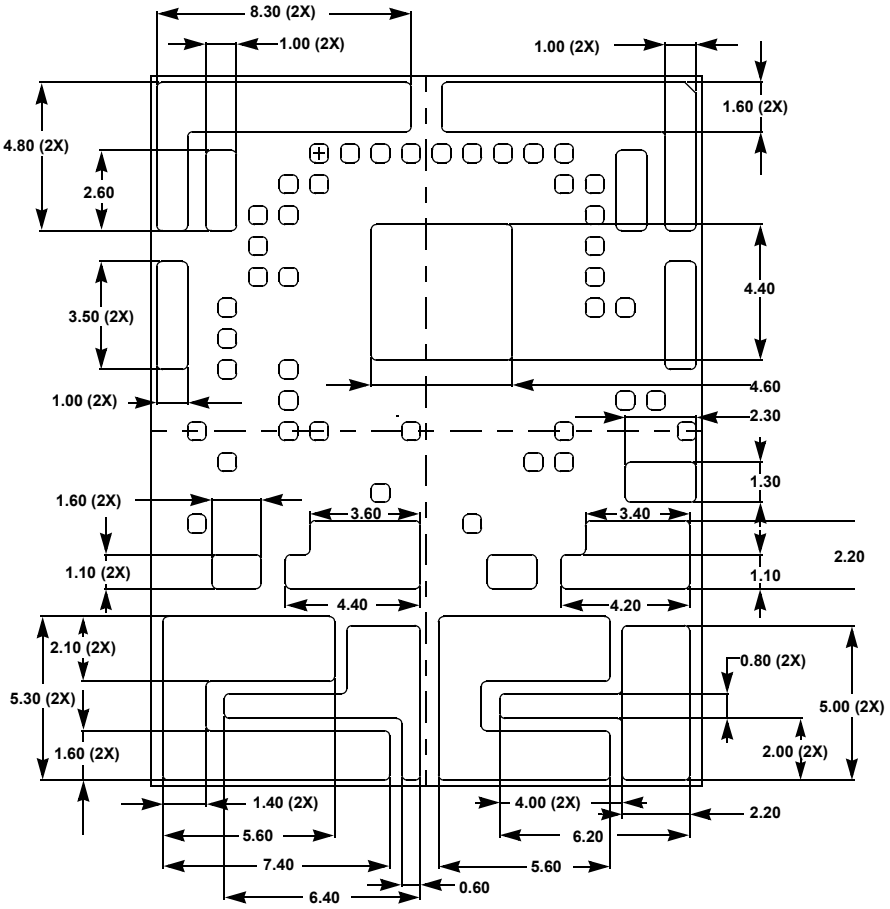 8.30 (2X)
1.00 (2X)
1.00 (2X)
1.60 (2X)
4.80 (2X)
2.60
4.40
3.50 (2X)
4.60
1.00 (2X)
2.30
1.30
1.60 (2X)
3.60
3.40
2.20
1.10 (2X)
1.10
4.40
4.20
2.10 (2X)
0.80 (2X)
5.30 (2X)
5.00 (2X)
1.60 (2X)
2.00 (2X)
1.40 (2X)
4.00 (2X)
2.20
5.60
6.20
7.40
5.60
0.60
6.40